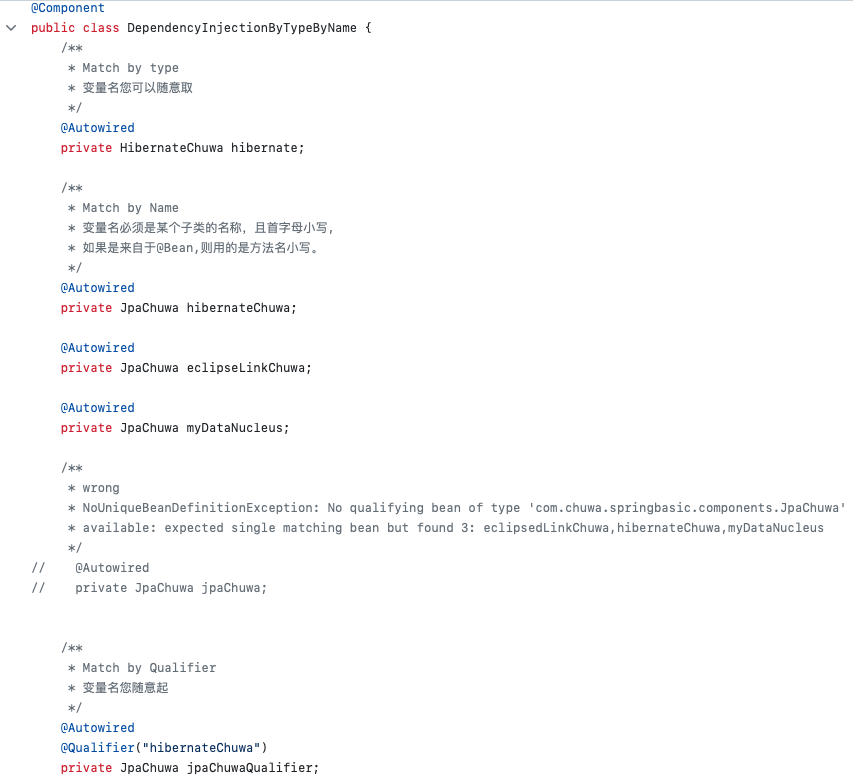 @Component
public class DependencyInjectionByTypeByName {
    /**
     * Match by type
     * 变量名您可以随意取
     */
    @Autowired
    private HibernateChuwa hibernate;

    /**
     * Match by Name
     * 变量名必须是某个子类的名称，且首字母小写，
     * 如果是来自于@Bean,则用的是方法名小写。
     */
    @Autowired
    private JpaChuwa hibernateChuwa;

    @Autowired
    private JpaChuwa eclipseLinkChuwa;

    @Autowired
    private JpaChuwa myDataNucleus;

    /**
     * wrong
     * NoUniqueBeanDefinitionException: No qualifying bean of type 'com.chuwa.springbasic.components.JpaChuwa'
     * available: expected single matching bean but found 3: eclipsedLinkChuwa,hibernateChuwa,myDataNucleus
     */
//    @Autowired
//    private JpaChuwa jpaChuwa;


    /**
     * Match by Qualifier
     * 变量名您随意起
     */
    @Autowired
    @Qualifier("hibernateChuwa")
    private JpaChuwa jpaChuwaQualifier;